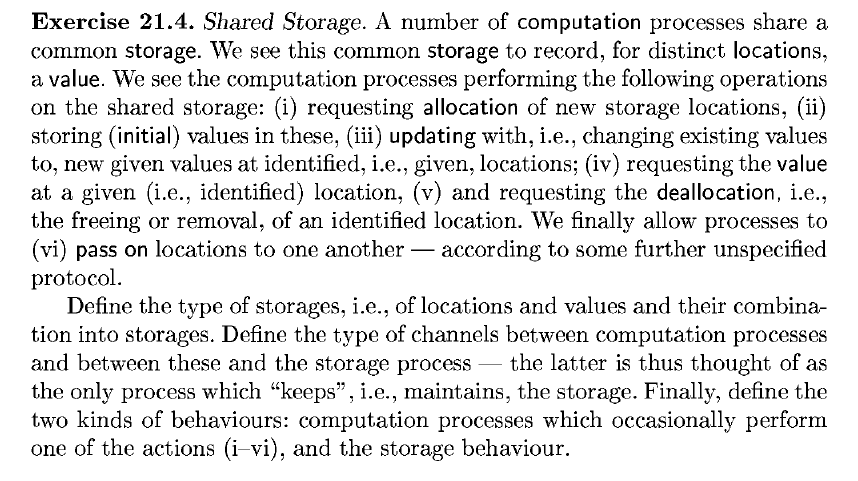 Exercise 21.4. Shared Storage. A number of computation processes share a
common storage. We see this common storage to record, for distinct locations,
a value. We see the computation processes performing the following operations
on the shared storage: (i) requesting allocation of new storage locations, (ii)
storing (initial) values in these, (iii) updating with, i.e., changing existing values
to, new given values at identified, i.e., given, locations; (iv) requesting the value
at a given (i.e., identified) location, (v) and requesting the deallocation, i.e.,
the freeing or removal, of an identified location. We finally allow processes to
(vi) pass on locations to one another — according to some further unspecified
protocol.
Define the type of storages, i.e., of locations and values and their combina-
tion into storages. Define the type of channels between computation processes
and between these and the storage process — the latter is thus thought of as
the only process which “keeps”, i.e., maintains, the storage. Finally, define the
two kinds of behaviours: computation processes which occasionally perform
one of the actions (i–vi), and the storage behaviour.